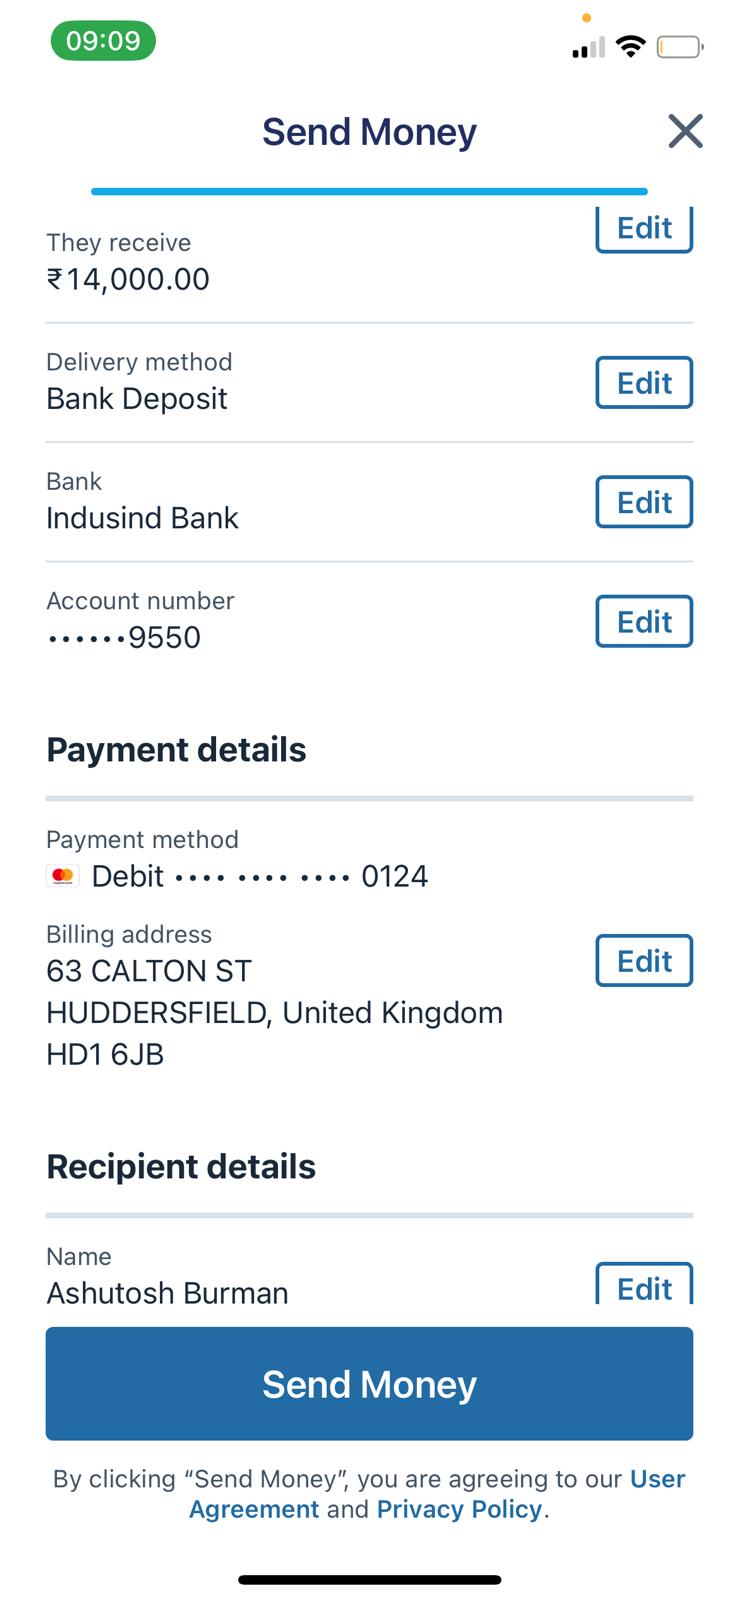 09:09
Send Money
Edit
They receive
₹14,000.00
Delivery method
Bank Deposit
Edit
Bank
Indusind Bank
Edit
Account number
••••••9550
Edit
Payment details
Payment method
Debit •••• •••• •••• 0124
Billing address
63 CALTON ST
HUDDERSFIELD, United Kingdom
HD1 6JB
Edit
Recipient details
Name
Ashutosh Burman
Edit
Send Money
By clicking “Send Money”, you are agreeing to our User
Agreement and Privacy Policy.